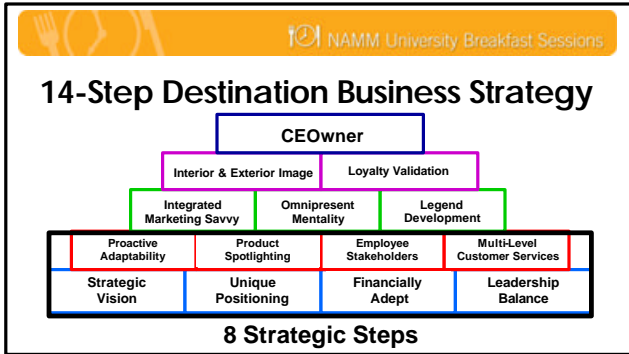 NAMM University Breakfast Sessions
14-Step Destination Business Strategy
CEOwner
Interior & Exterior Image
Loyalty Validation
Integrated
Marketing Savvy
Omnipresent
Mentality
Legend
Development
Proactive
Adaptability
Product
Spotlighting
Employee
Stakeholders
Multi-Level
Customer Services
Strategic
Vision
Unique
Positioning
Financially
Adept
Leadership
Balance
8 Strategic Steps